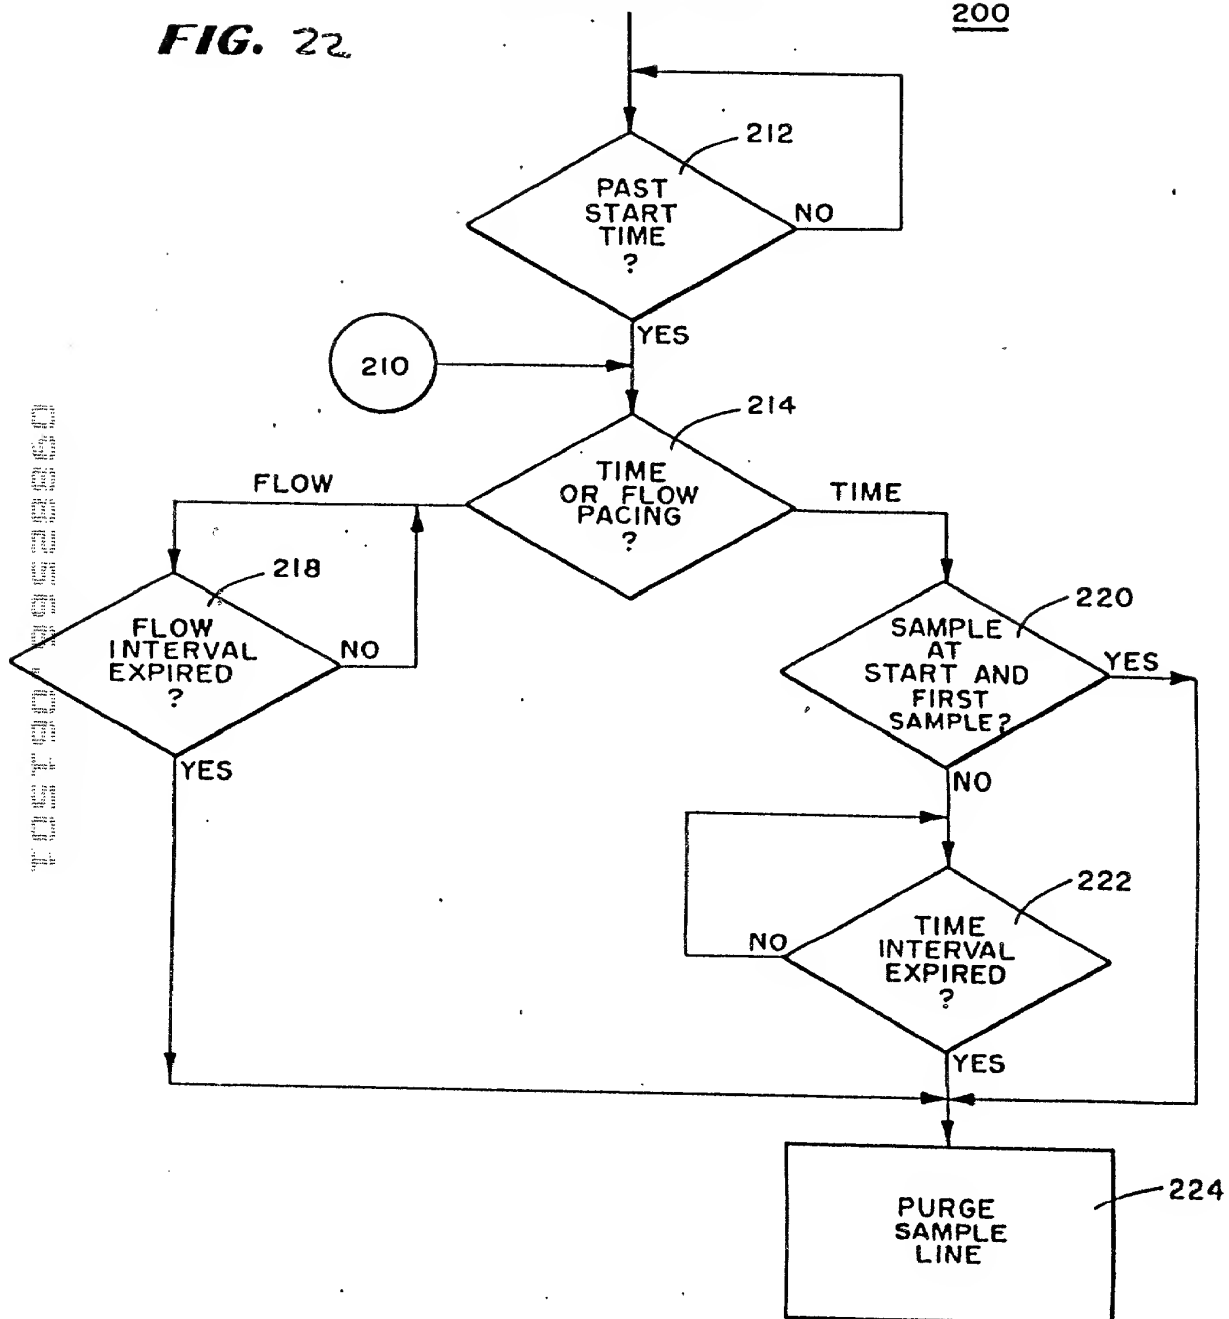 FIG. 22
200
212
PAST
START
TIME
?
NO
YES
210
214
TIME
OR FLOW
PACING
?
FLOW
TIME
218
FLOW
INTERVAL
EXPIRED
?
NO
YES
220
SAMPLE
AT
START AND
FIRST
SAMPLE?
YES
NO
222
TIME
INTERVAL
EXPIRED
?
NO
YES
224
PURGE
SAMPLE
LINE